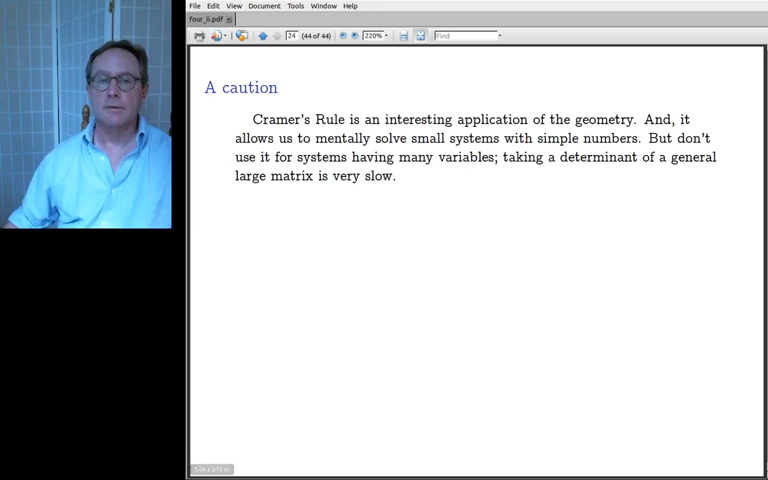 File Edit View Document Tools Window Help
four_ii.pdf
24 (44 of 44) 220% Find
A caution
Cramer's Rule is an interesting application of the geometry. And, it
allows us to mentally solve small systems with simple numbers. But don't
use it for systems having many variables; taking a determinant of a general
large matrix is very slow.